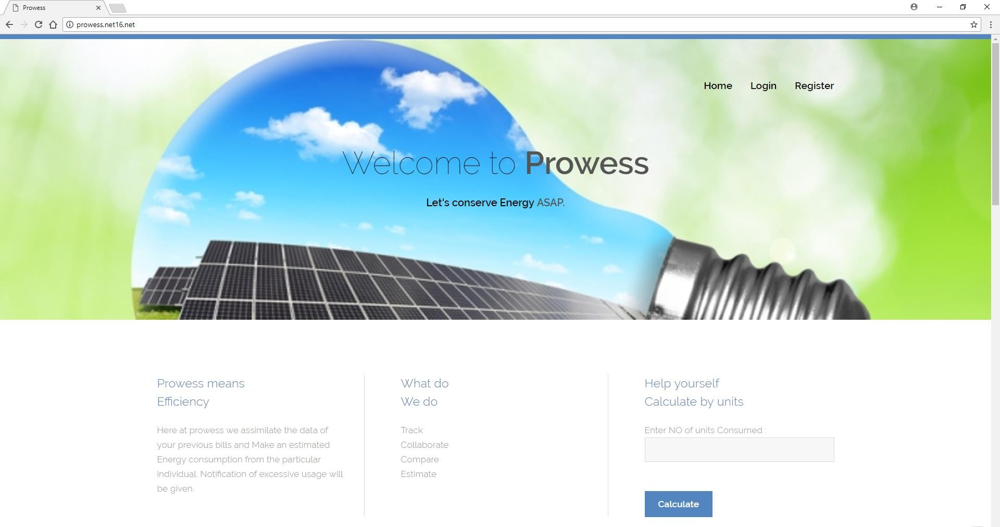 Prowess
prowess.net16.net
Home Login Register
Welcome to Prowess
Let's conserve Energy ASAP.
Prowess means
Efficiency
Here at prowess we assimilate the data of
your previous bills and Make an estimated
Energy consumption from the particular
individual. Notification of excessive usage will
be given.
What do
We do
Track
Collaborate
Compare
Estimate
Help yourself
Calculate by units
Enter NO of units Consumed :
Calculate